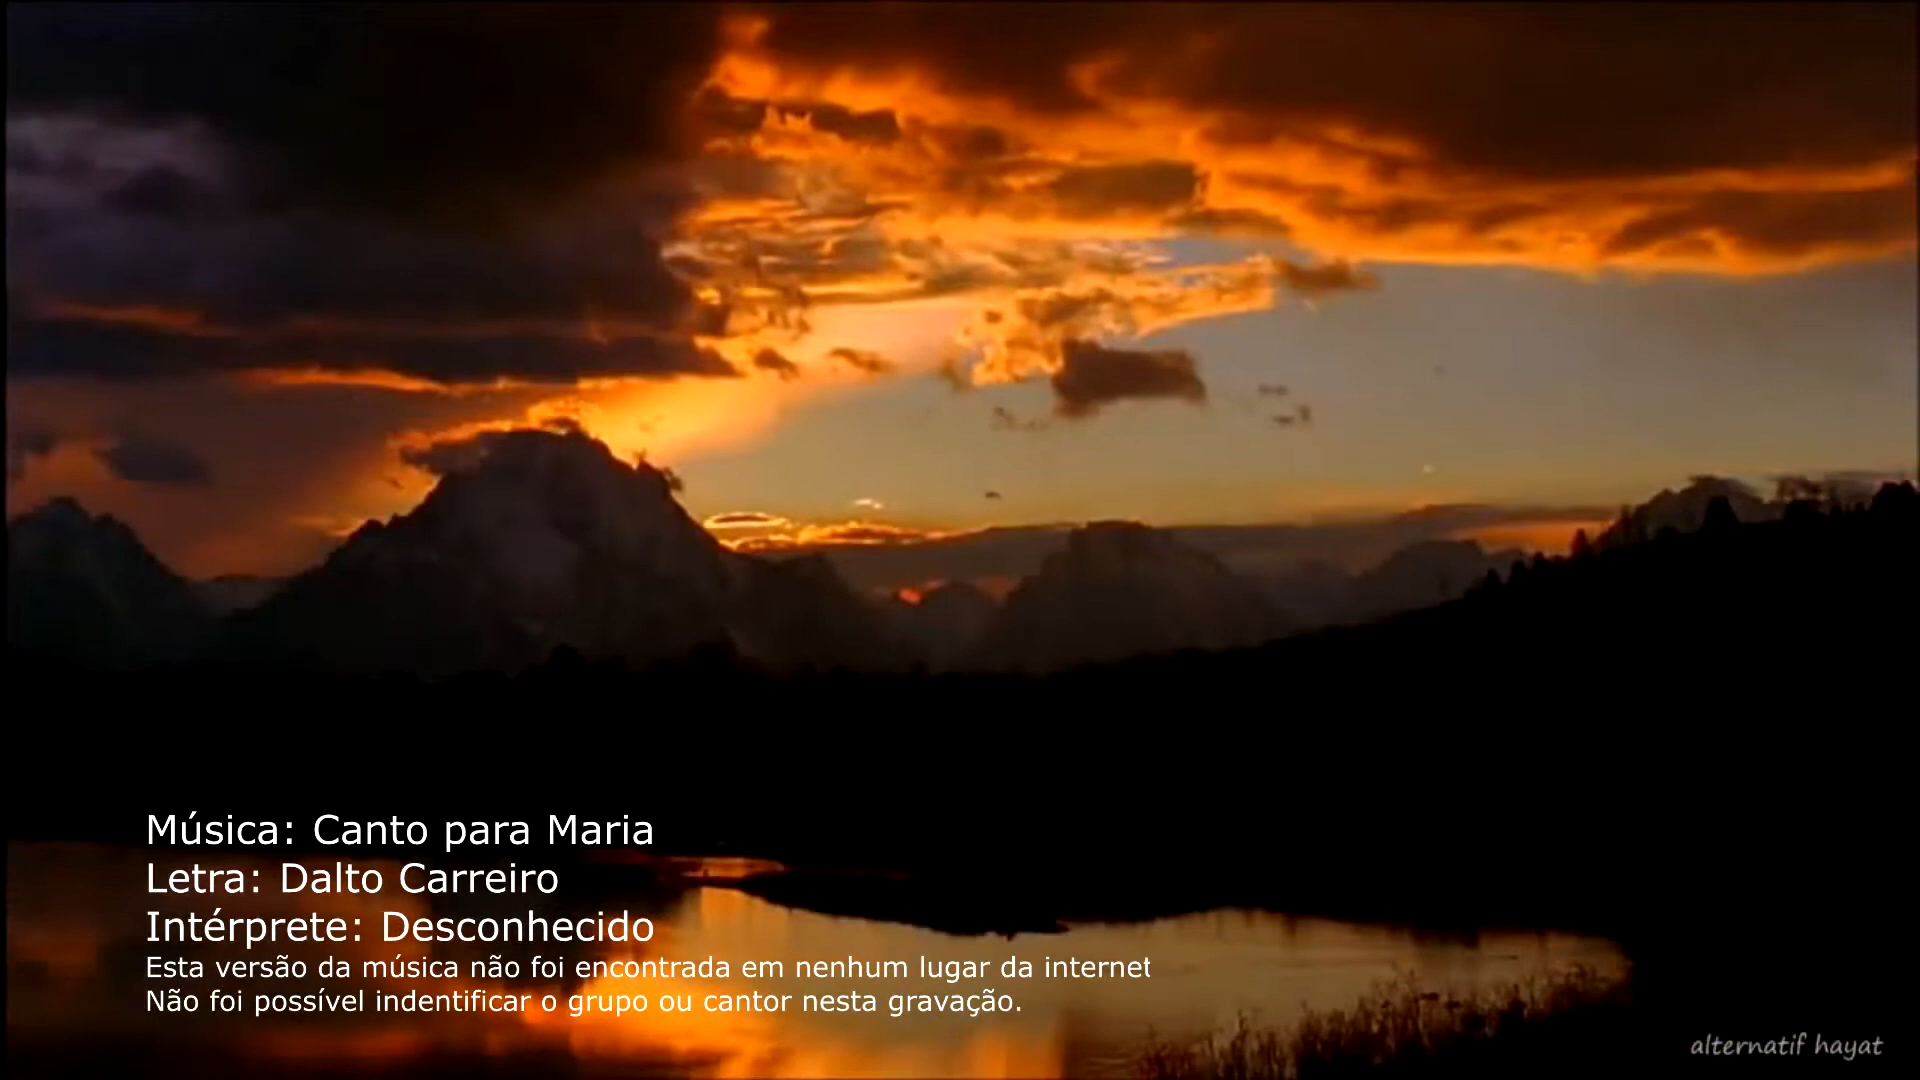 Música: Canto para Maria
Letra: Dalto Carreiro
Intérprete: Desconhecido
Esta versão da música não foi encontrada em nenhum lugar da internet
Não foi possível indentificar o grupo ou cantor nesta gravação.
alternatif hayat